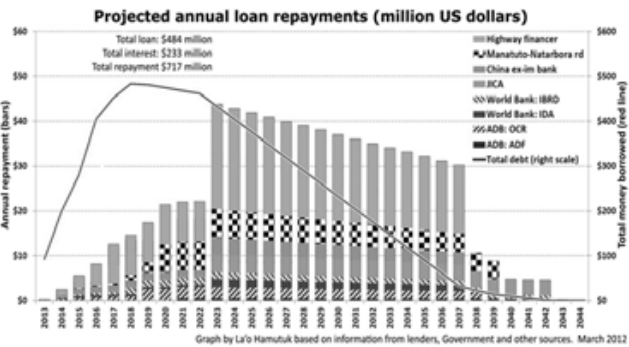 Projected annual loan repayments (million US dollars)
Total loan: $484 million
Total interest: $233 million
Total repayment $717 million
Highway financer
Manatuto-Natarbora rd
China ex-im bank
JICA
World Bank: IBRD
World Bank: IDA
ADB: OCR
ADB: ADF
Total debt (right scale)
Annual repayment (bars)
$60
$50
$40
$30
$20
$10
$0
$600
$500
$400
$300
$200
$100
$0
Total money borrowed (red line)
2013 2014 2015 2016 2017 2018 2019 2020 2021 2022 2023 2024 2025 2026 2027 2028 2029 2030 2031 2032 2033 2034 2035 2036 2037 2038 2039 2040 2041 2042 2043 2044
Graph by La'o Hamutuk based on information from lenders, Government and other sources. March 2012